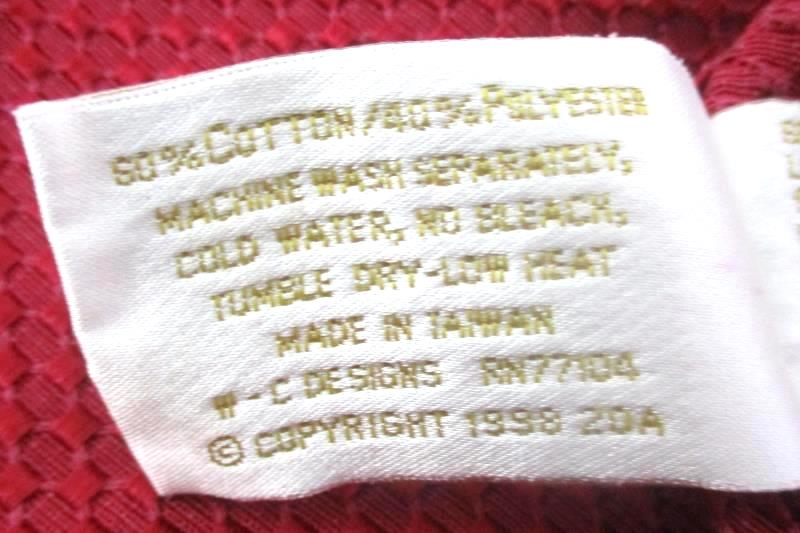 60% COTTON/40% POLYESTER
MACHINE WASH SEPARATELY,
COLD WATER, NO BLEACH,
TUMBLE DRY-LOW HEAT
MADE IN TAIWAN
W-C DESIGNS RN77104
© COPYRIGHT 1998 20A